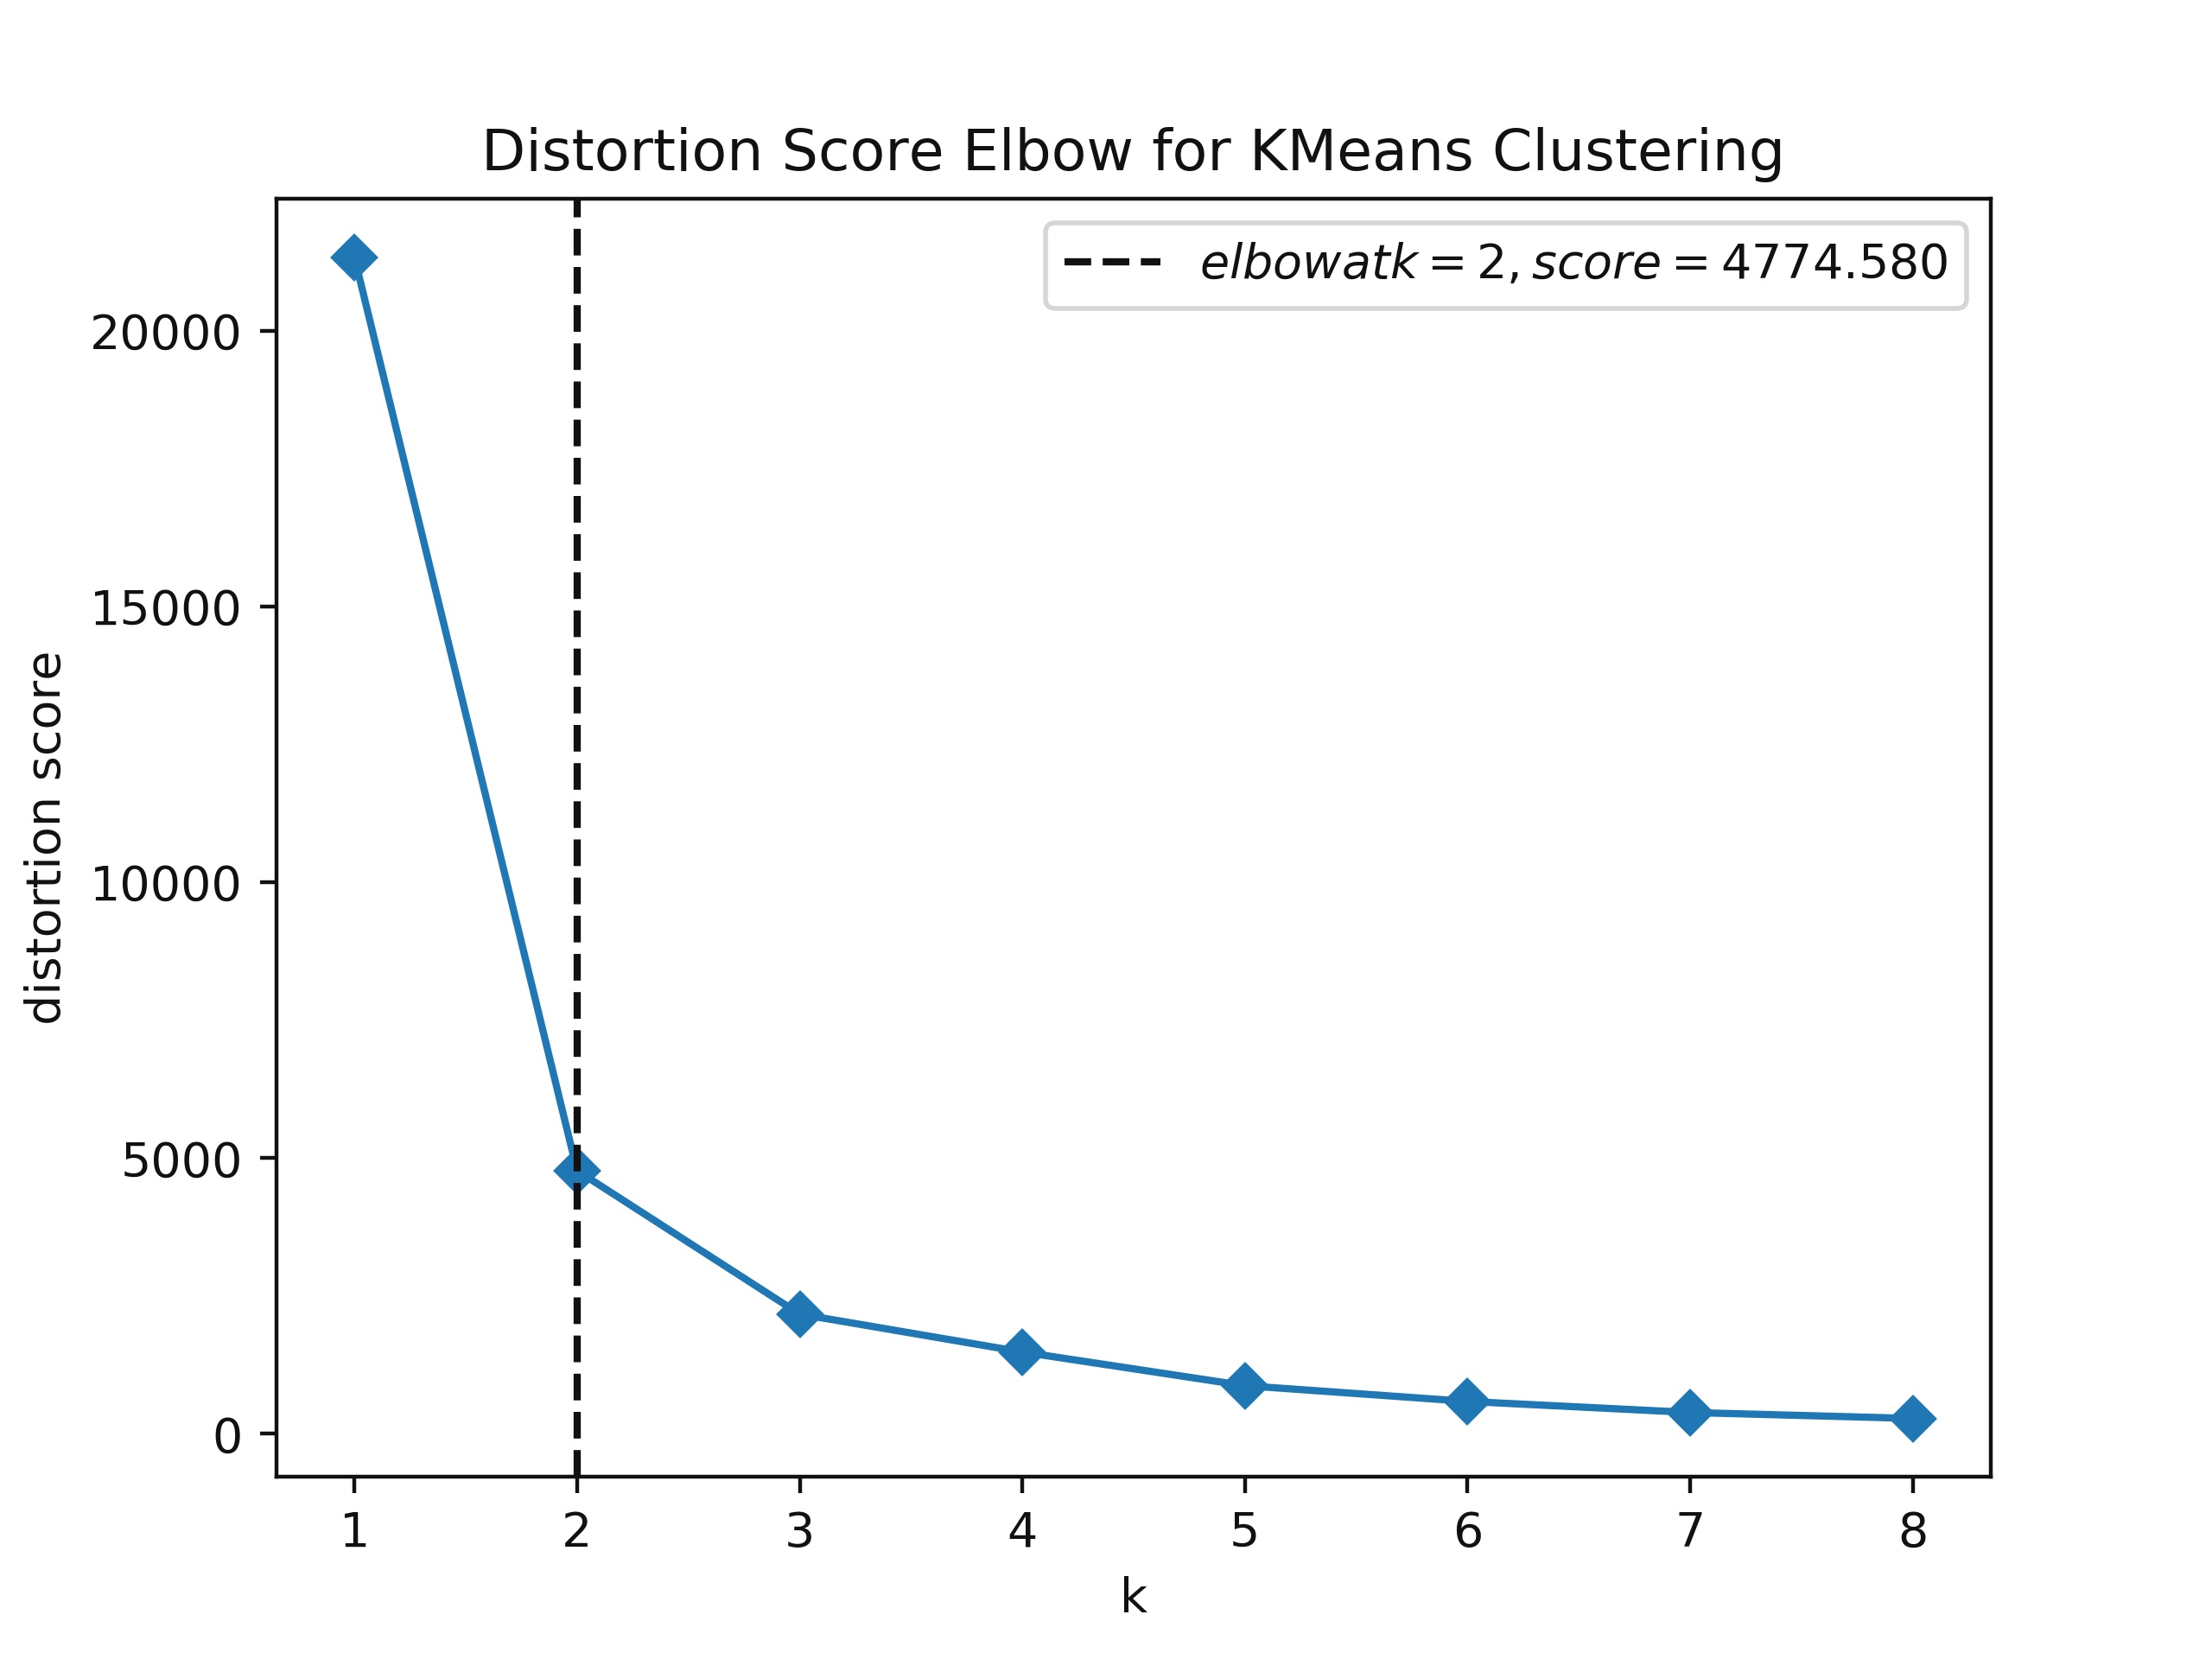 Distortion Score Elbow for KMeans Clustering
elbowatk = 2, score = 4774.580
20000
15000
10000
5000
0
distortion score
1 2 3 4 5 6 7 8
k